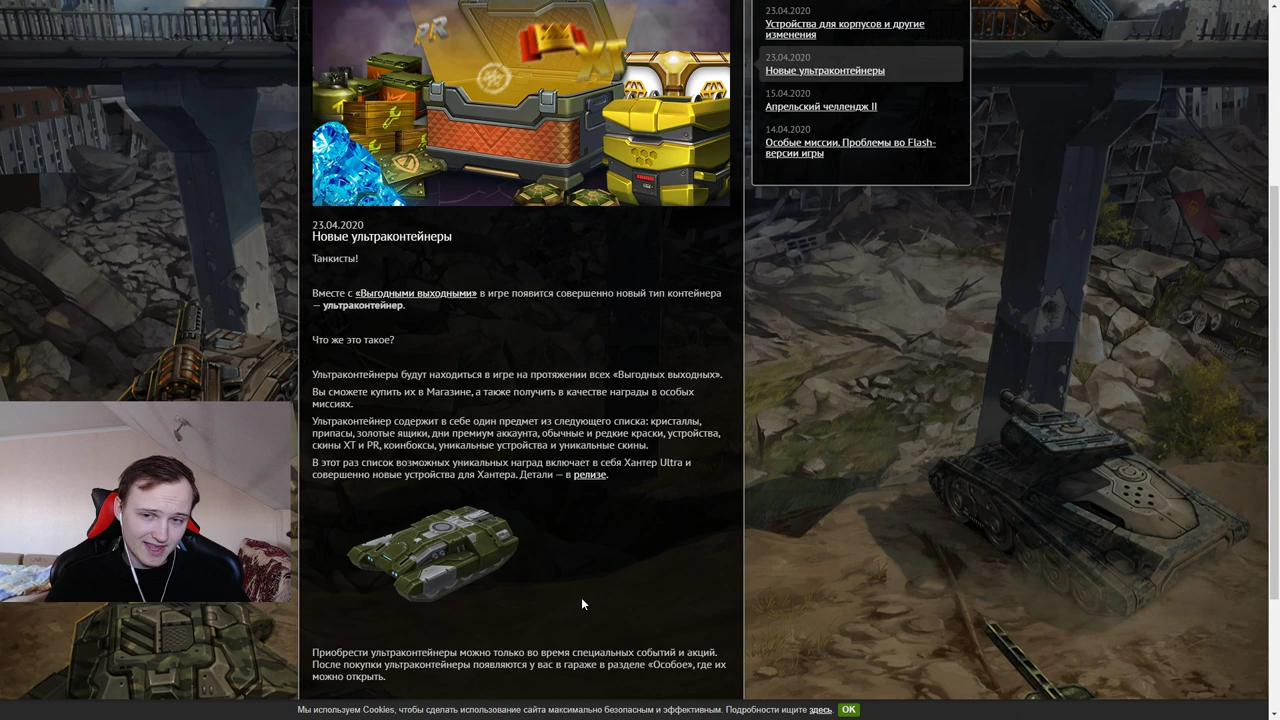 PR
XT
23.04.2020
Новые ультраконтейнеры
Танкисты!
Вместе с «Выгодными выходными» в игре появится совершенно новый тип контейнера
— ультраконтейнер.
Что же это такое?
Ультраконтейнеры будут находиться в игре на протяжении всех «Выгодных выходных».
Вы сможете купить их в Магазине, а также получить в качестве награды в особых
миссиях.
Ультраконтейнер содержит в себе один предмет из следующего списка: кристаллы,
припасы, золотые ящики, дни премиум аккаунта, обычные и редкие краски, устройства,
скины XT и PR, коинбоксы, уникальные устройства и уникальные скины.
В этот раз список возможных уникальных наград включает в себя Хантер Ultra и
совершенно новые устройства для Хантера. Детали — в релизе.
Приобрести ультраконтейнеры можно только во время специальных событий и акций.
После покупки ультраконтейнеры появляются у вас в гараже в разделе «Особое», где их
можно открыть.
23.04.2020
Устройства для корпусов и другие
изменения
23.04.2020
Новые ультраконтейнеры
15.04.2020
Апрельский челлендж II
14.04.2020
Особые миссии. Проблемы во Flash-
версии игры
Мы используем Cookies, чтобы сделать использование сайта максимально безопасным и эффективным. Подробности ищите здесь. OK